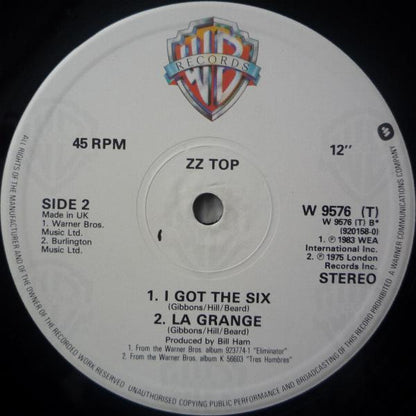 WB
RECORDS
45 RPM
12"
ZZ TOP
SIDE 2
Made in UK
1. Warner Bros.
Music Ltd.
2. Burlington
Music Ltd.
W 9576 (T)
W 9576 (T) B*
(920158-0)
1. ℗ 1983 WEA
International Inc.
2. ℗ 1975 London
Records Inc.
STEREO
1. I GOT THE SIX
(Gibbons/Hill/Beard)
2. LA GRANGE
(Gibbons/Hill/Beard)
Produced by Bill Ham
1. From the Warner Bros. album 923774-1 "Eliminator"
2. From the Warner Bros. album K 56603 "Tres Hombres"
ALL RIGHTS OF THE MANUFACTURER AND OF THE OWNER OF THE RECORDED WORK RESERVED UNAUTHORISED COPYING PUBLIC PERFORMANCE AND BROADCASTING OF THIS RECORD PROHIBITED. A WARNER COMMUNICATIONS COMPANY